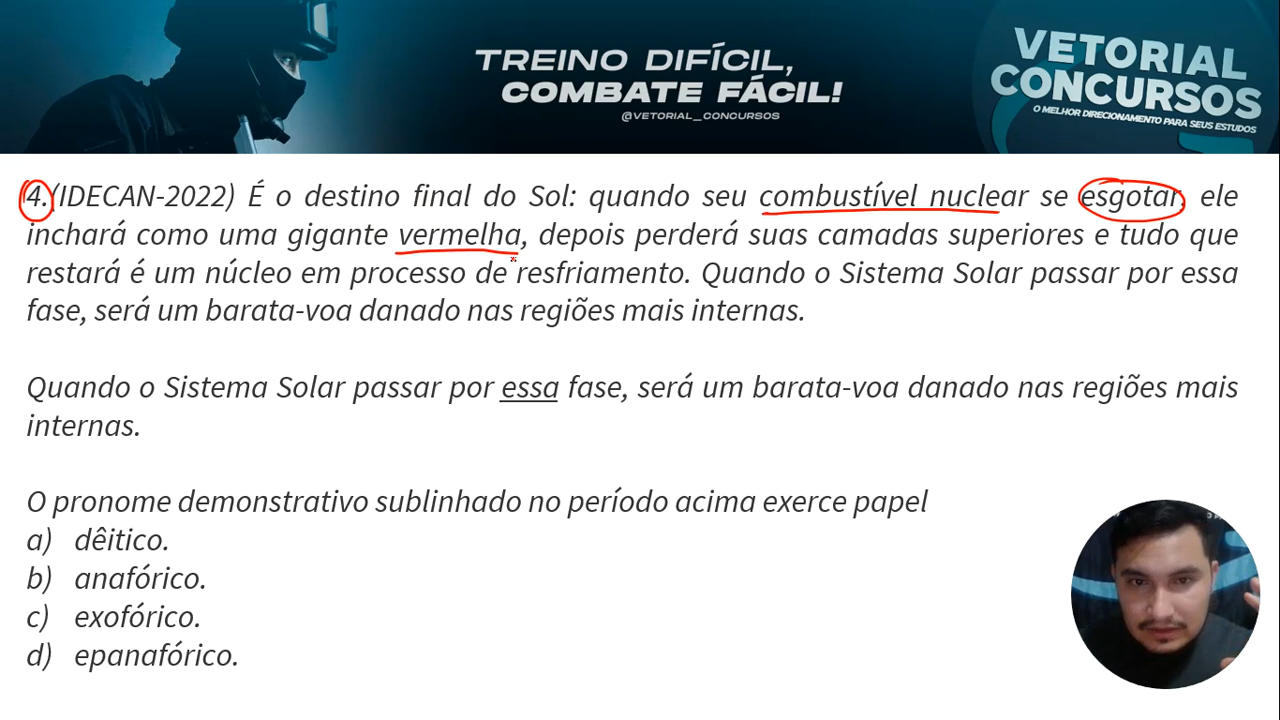 TREINO DIFÍCIL,
COMBATE FÁCIL!
@VETORIAL_CONCURSOS
VETORIAL
CONCURSOS
O MELHOR DIRECIONAMENTO PARA SEUS ESTUDOS
4.(IDECAN-2022) É o destino final do Sol: quando seu combustível nuclear se esgotar, ele
inchará como uma gigante vermelha, depois perderá suas camadas superiores e tudo que
restará é um núcleo em processo de resfriamento. Quando o Sistema Solar passar por essa
fase, será um barata-voa danado nas regiões mais internas.
Quando o Sistema Solar passar por essa fase, será um barata-voa danado nas regiões mais
internas.
O pronome demonstrativo sublinhado no período acima exerce papel
a) dêitico.
b) anafórico.
c) exofórico.
d) epanafórico.